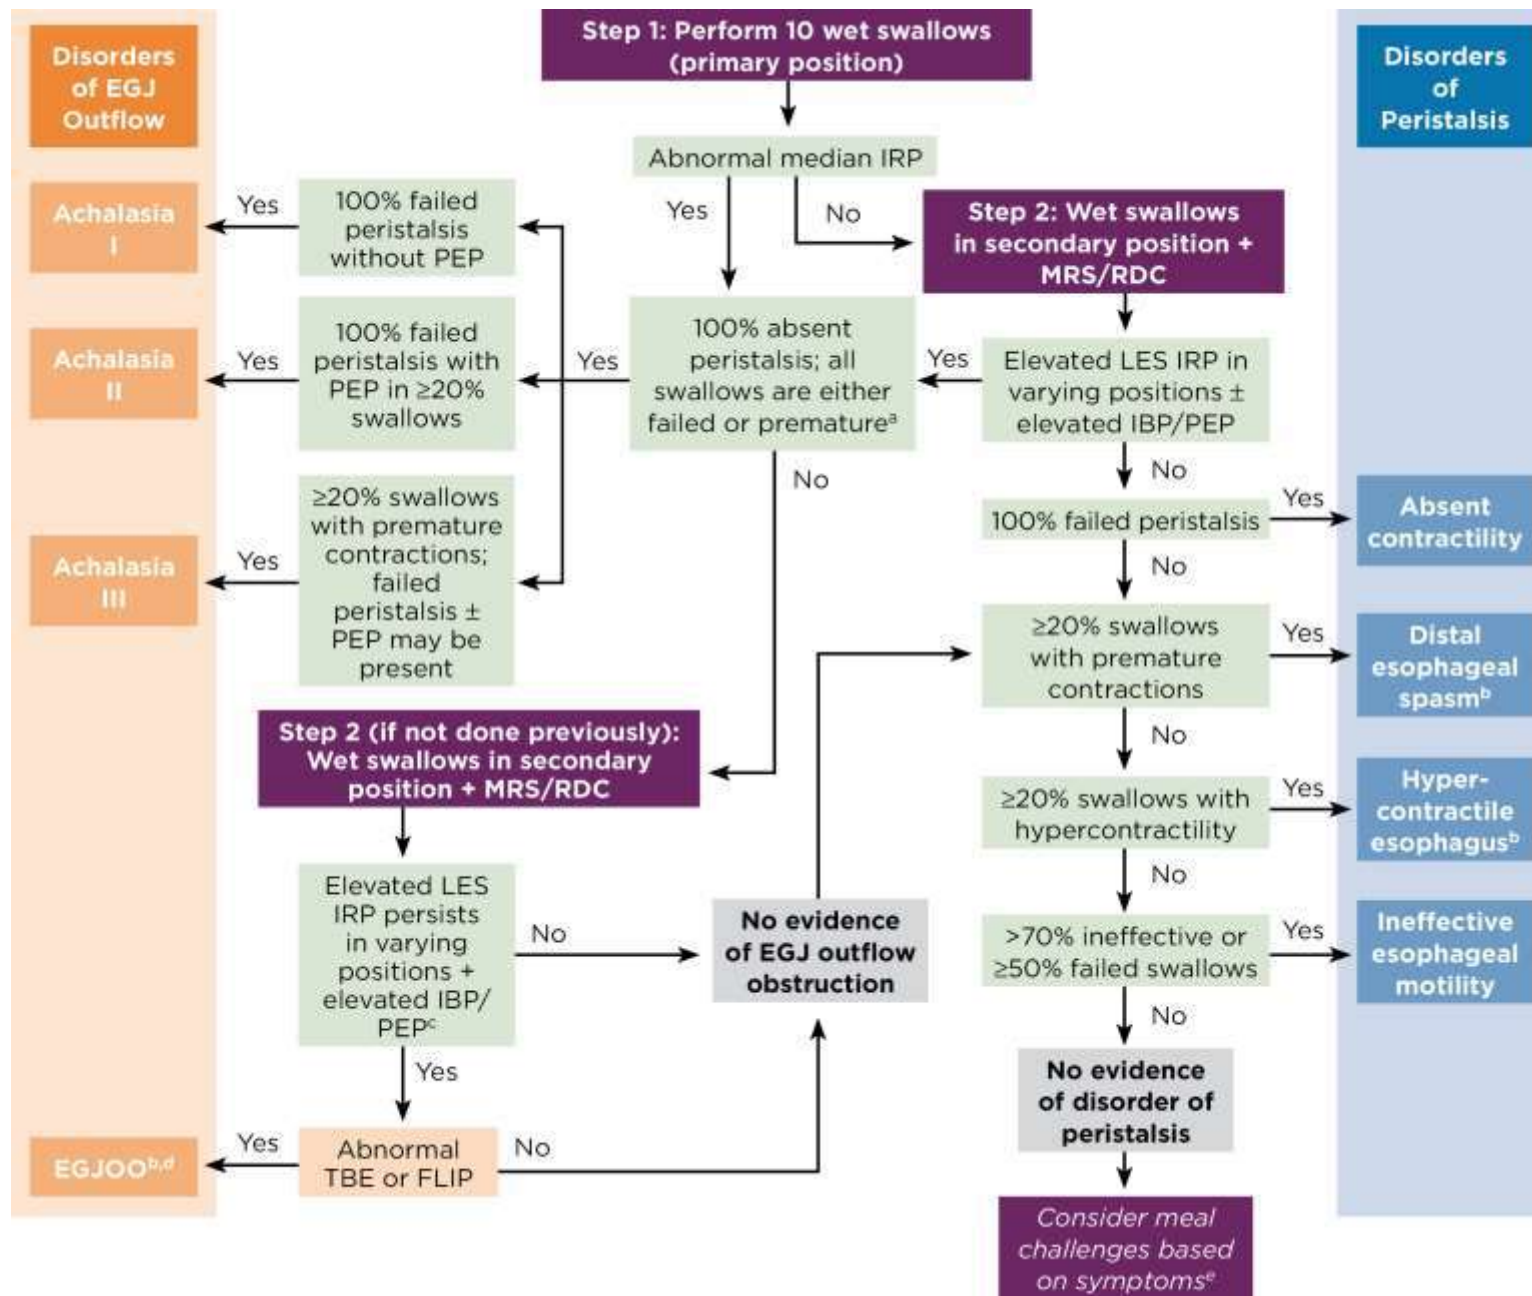 Step 1: Perform 10 wet swallows
(primary position)
Disorders
of EGJ
Outflow
Disorders
of
Peristalsis
Abnormal median IRP
Yes
No
Achalasia
I
Yes
100% failed
peristalsis
without PEP
Step 2: Wet swallows
in secondary position +
MRS/RDC
Achalasia
II
Yes
100% failed
peristalsis with
PEP in ≥20%
swallows
Yes
100% absent
peristalsis; all
swallows are either
failed or prematureᵃ
Yes
Elevated LES IRP in
varying positions ±
elevated IBP/PEP
No
No
Achalasia
III
Yes
≥20% swallows
with premature
contractions;
failed
peristalsis ±
PEP may be
present
100% failed peristalsis
Yes
Absent
contractility
No
≥20% swallows
with premature
contractions
Yes
Distal
esophageal
spasmᵇ
No
Step 2 (if not done previously):
Wet swallows in secondary
position + MRS/RDC
≥20% swallows with
hypercontractility
Yes
Hyper-
contractile
esophagusᵇ
No
Elevated LES
IRP persists
in varying
positions +
elevated IBP/
PEPᶜ
No
No evidence
of EGJ outflow
obstruction
>70% ineffective or
≥50% failed swallows
Yes
Ineffective
esophageal
motility
No
Yes
No evidence
of disorder of
peristalsis
EGJOOᵇ,ᵈ
Yes
Abnormal
TBE or FLIP
No
Consider meal
challenges based
on symptomsᵉ